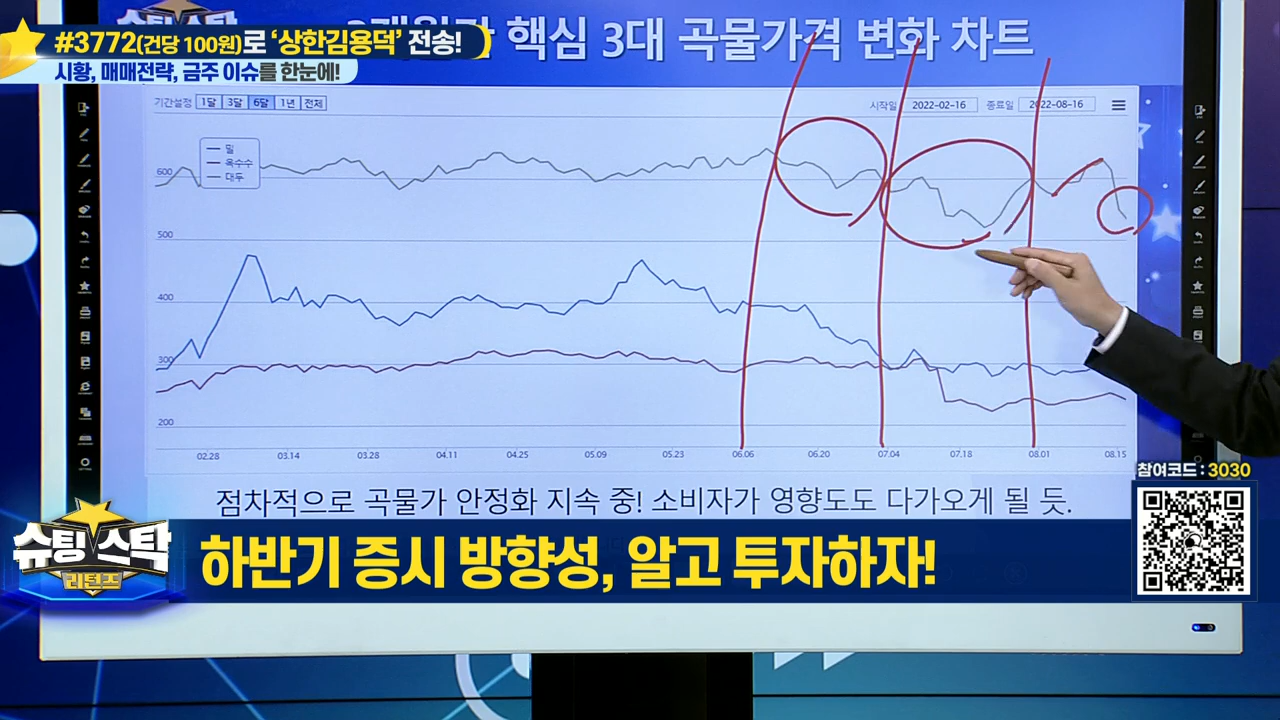 #3772(건당 100원)로 '상한김용덕' 전송!
시황, 매매전략, 금주 이슈를 한눈에!
핵심 3대 곡물가격 변화 차트
기간설정 1달 3달 6달 1년 전체
시작일 2022-02-16 종료일 2022-08-16
밀
옥수수
대두
600
500
400
300
200
02.28 03.14 03.28 04.11 04.25 05.09 05.23 06.06 06.20 07.04 07.18 08.01 08.15
점차적으로 곡물가 안정화 지속 중! 소비자가 영향도도 다가오게 될 듯.
참여코드 : 3030
슈팅스탁
리턴즈
하반기 증시 방향성, 알고 투자하자!